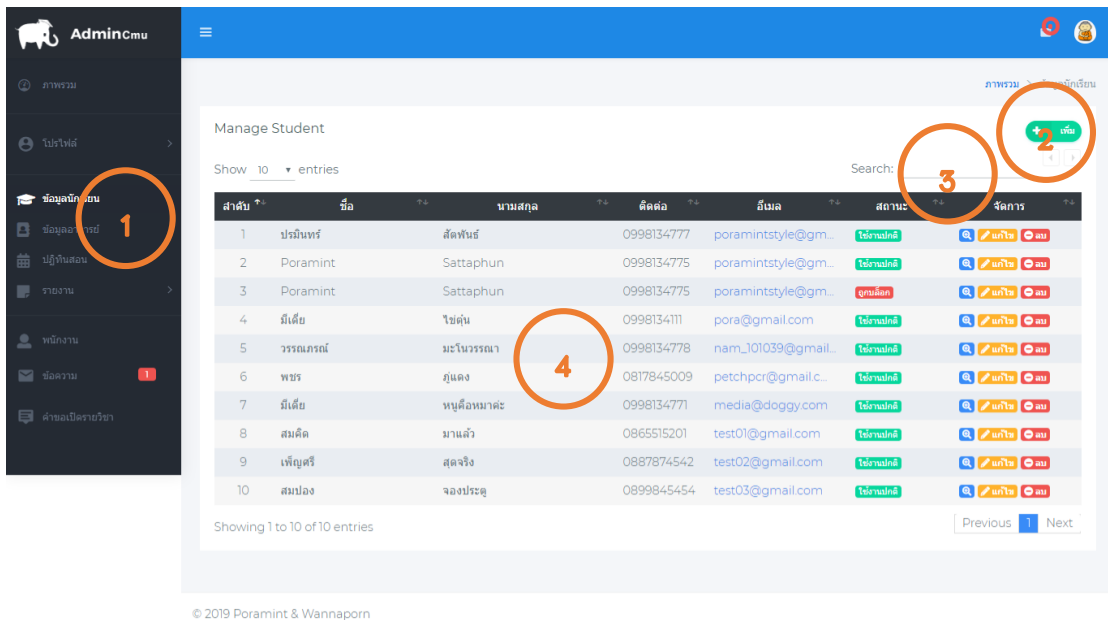 AdminCmu
ภาพรวม
โปรไฟล์
ข้อมูลนักเรียน
ข้อมูลอาจารย์
ปฏิทินสอน
รายงาน
พนักงาน
ข้อความ 1
คำขอเปิดรายวิชา
1
ภาพรวม > ข้อมูลนักเรียน
Manage Student
+ เพิ่ม
2
Show 10 entries
Search:
3
ลำดับ ชื่อ นามสกุล ติดต่อ อีเมล สถานะ จัดการ
1 ปรมินทร์ สัตพันธ์ 0998134777 poramintstyle@gm... ใช้งานปกติ แก้ไข ลบ
2 Poramint Sattaphun 0998134775 poramintstyle@gm... ใช้งานปกติ แก้ไข ลบ
3 Poramint Sattaphun 0998134775 poramintstyle@gm... ถูกบล็อก แก้ไข ลบ
4 มีเดีย ไข่ตุ๋น 0998134111 pora@gmail.com ใช้งานปกติ แก้ไข ลบ
5 วรรณภรณ์ มะโนวรรณา 0998134778 nam_101039@gmail... ใช้งานปกติ แก้ไข ลบ
6 พชร ภู่แดง 0817845009 petchpcr@gmail.c... ใช้งานปกติ แก้ไข ลบ
7 มีเดีย หนูคือหมาค่ะ 0998134771 media@doggy.com ใช้งานปกติ แก้ไข ลบ
8 สมคิด มาแล้ว 0865515201 test01@gmail.com ใช้งานปกติ แก้ไข ลบ
9 เพ็ญศรี สุดจริง 0887874542 test02@gmail.com ใช้งานปกติ แก้ไข ลบ
10 สมปอง จองประตู 0899845454 test03@gmail.com ใช้งานปกติ แก้ไข ลบ
4
Showing 1 to 10 of 10 entries
Previous 1 Next
© 2019 Poramint & Wannaporn